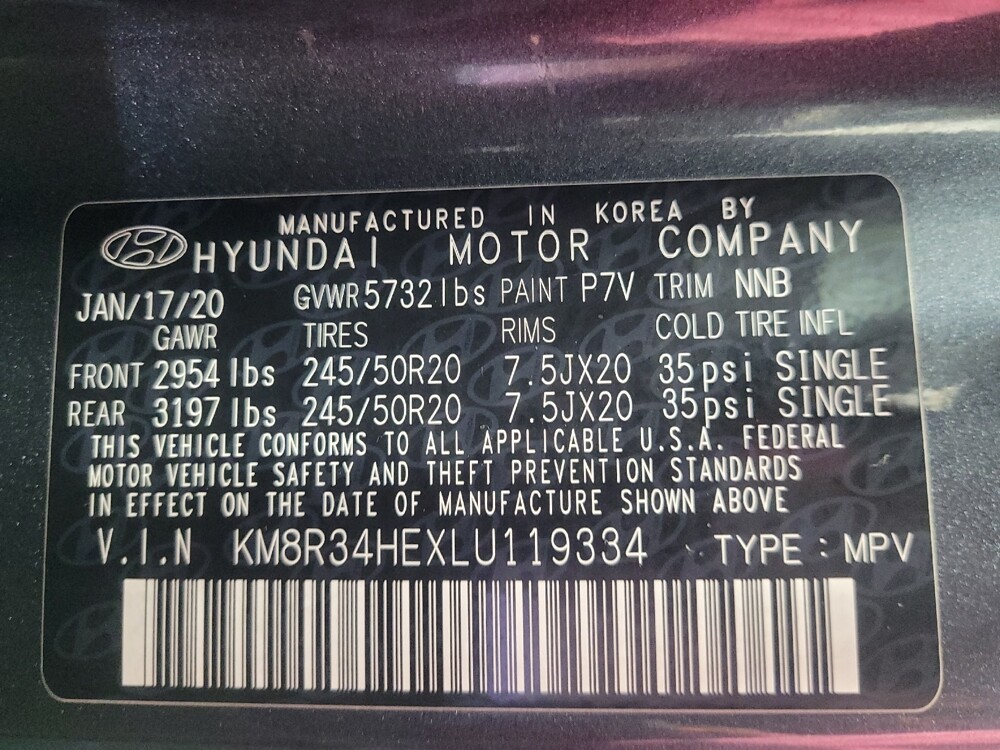 MANUFACTURED IN KOREA BY
HYUNDAI MOTOR COMPANY
JAN/17/20 GVWR 5732 lbs PAINT P7V TRIM NNB
GAWR TIRES RIMS COLD TIRE INFL
FRONT 2954 lbs 245/50R20 7.5JX20 35psi SINGLE
REAR 3197 lbs 245/50R20 7.5JX20 35psi SINGLE
THIS VEHICLE CONFORMS TO ALL APPLICABLE U.S.A. FEDERAL
MOTOR VEHICLE SAFETY AND THEFT PREVENTION STANDARDS
IN EFFECT ON THE DATE OF MANUFACTURE SHOWN ABOVE
V.I.N KM8R34HEXLU119334 TYPE : MPV